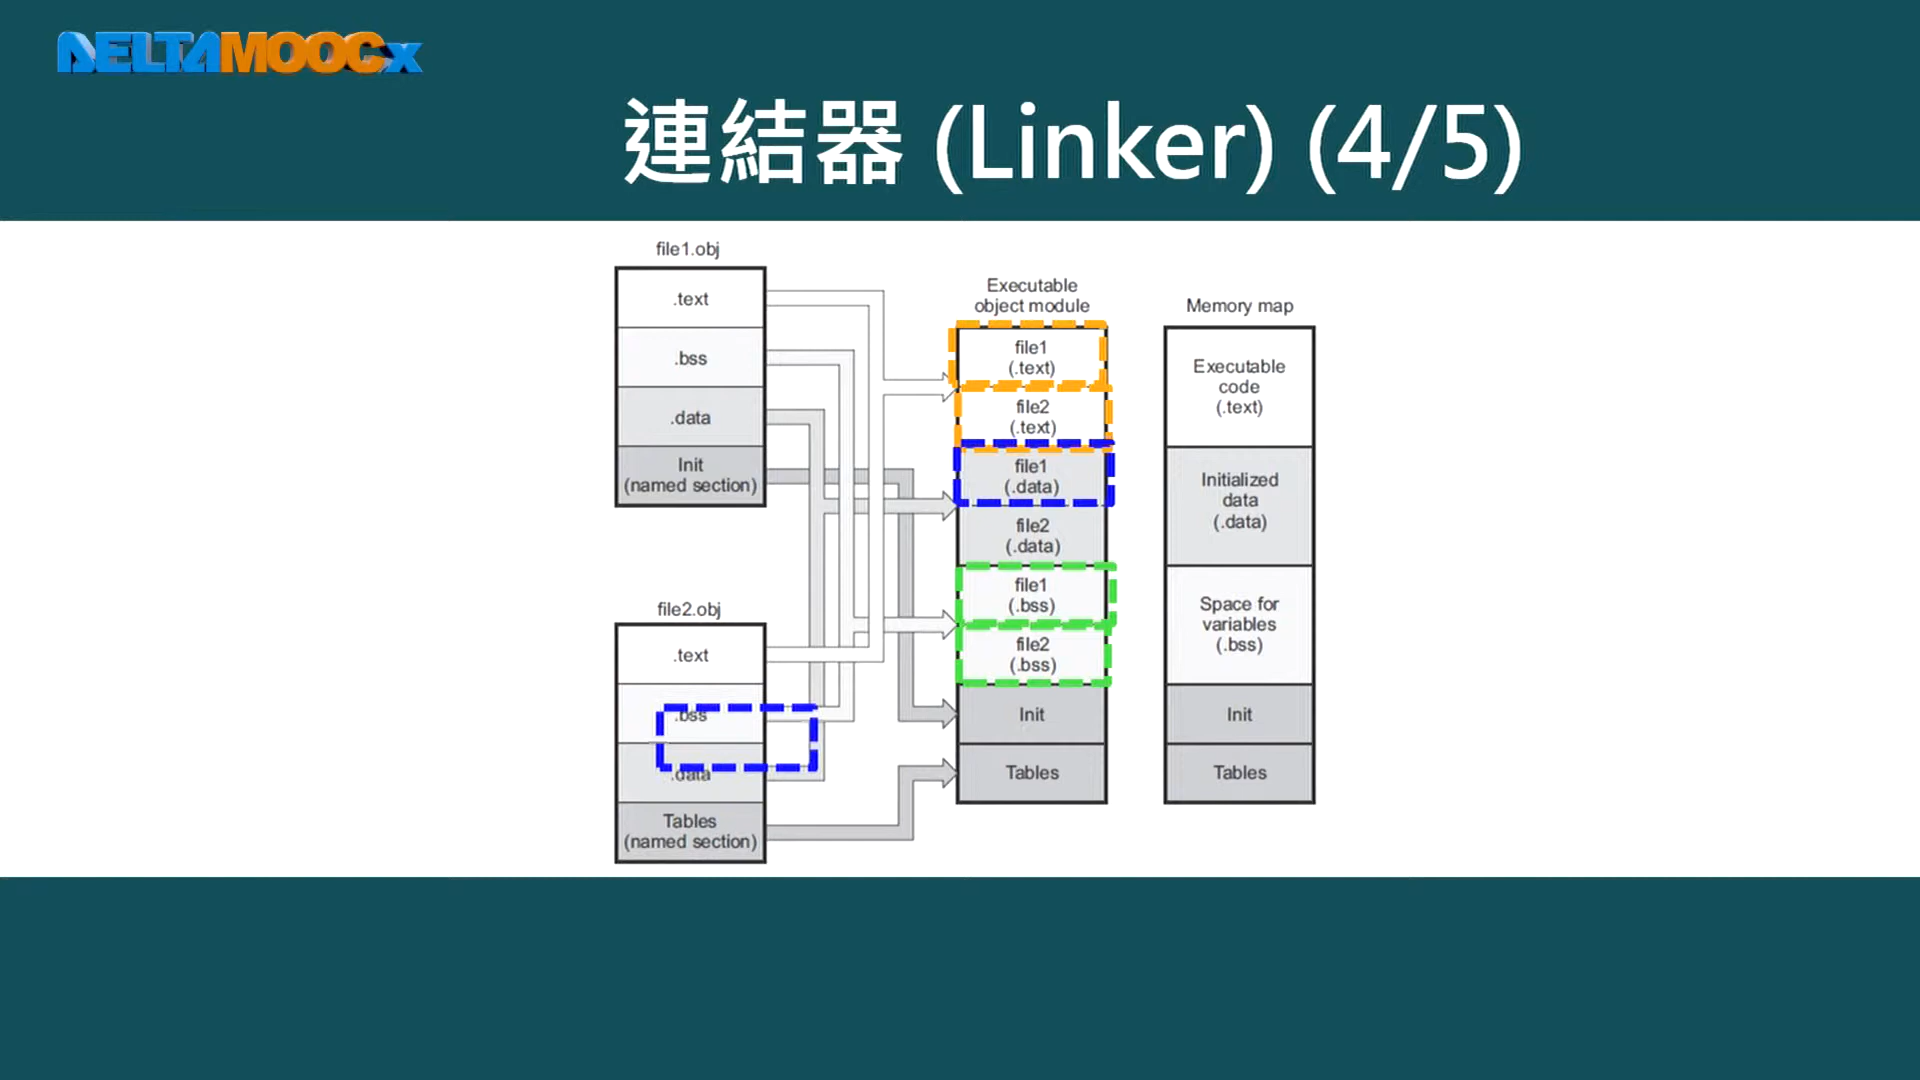 DELTAMOOCx
連結器 (Linker) (4/5)
file1.obj
.text
.bss
.data
Init
(named section)
file2.obj
.text
.bss
.data
Tables
(named section)
Executable
object module
file1
(.text)
file2
(.text)
file1
(.data)
file2
(.data)
file1
(.bss)
file2
(.bss)
Init
Tables
Memory map
Executable
code
(.text)
Initialized
data
(.data)
Space for
variables
(.bss)
Init
Tables